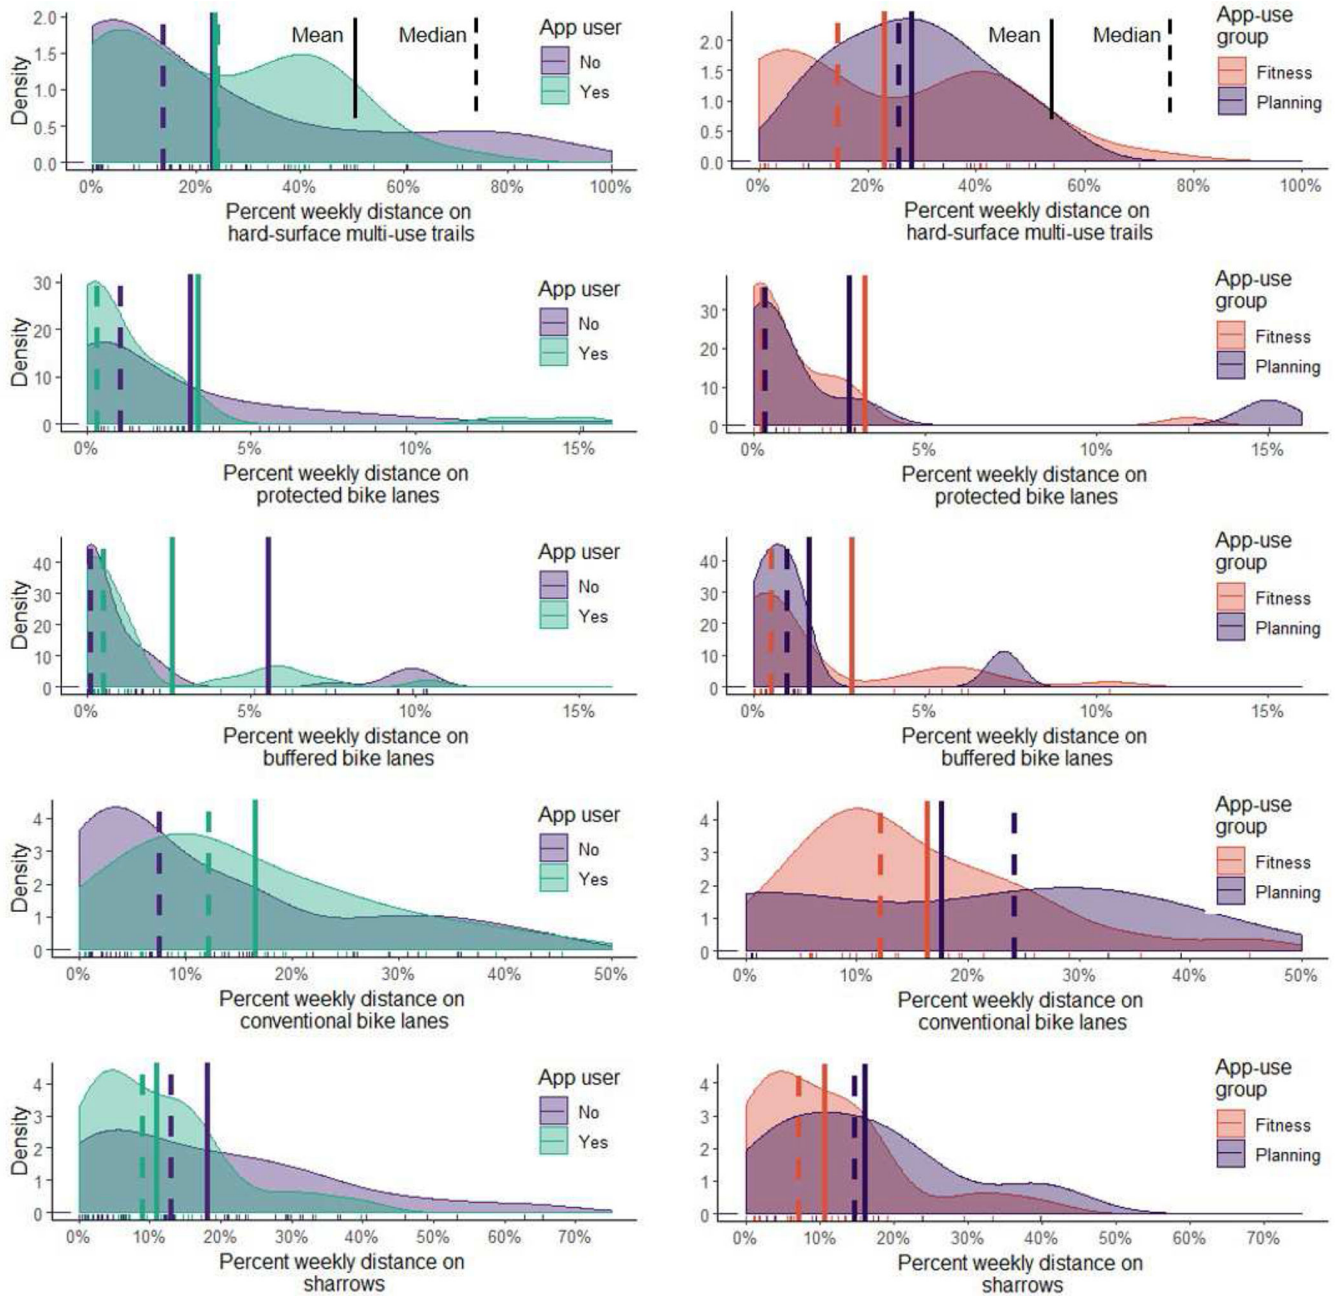 Density
2.0
1.5
1.0
0.5
0.0
0% 20% 40% 60% 80% 100%
Percent weekly distance on
hard-surface multi-use trails
Mean Median
App user
No
Yes
2.0
1.5
1.0
0.5
0.0
0% 20% 40% 60% 80% 100%
Percent weekly distance on
hard-surface multi-use trails
Mean Median
App-use
group
Fitness
Planning
Density
30
20
10
0
0% 5% 10% 15%
Percent weekly distance on
protected bike lanes
App user
No
Yes
30
20
10
0
0% 5% 10% 15%
Percent weekly distance on
protected bike lanes
App-use
group
Fitness
Planning
Density
40
30
20
10
0
0% 5% 10% 15%
Percent weekly distance on
buffered bike lanes
App user
No
Yes
40
30
20
10
0
0% 5% 10% 15%
Percent weekly distance on
buffered bike lanes
App-use
group
Fitness
Planning
Density
4
3
2
1
0
0% 10% 20% 30% 40% 50%
Percent weekly distance on
conventional bike lanes
App user
No
Yes
4
3
2
1
0
0% 10% 20% 30% 40% 50%
Percent weekly distance on
conventional bike lanes
App-use
group
Fitness
Planning
Density
4
3
2
1
0
0% 10% 20% 30% 40% 50% 60% 70%
Percent weekly distance on
sharrows
App user
No
Yes
4
3
2
1
0
0% 10% 20% 30% 40% 50% 60% 70%
Percent weekly distance on
sharrows
App-use
group
Fitness
Planning